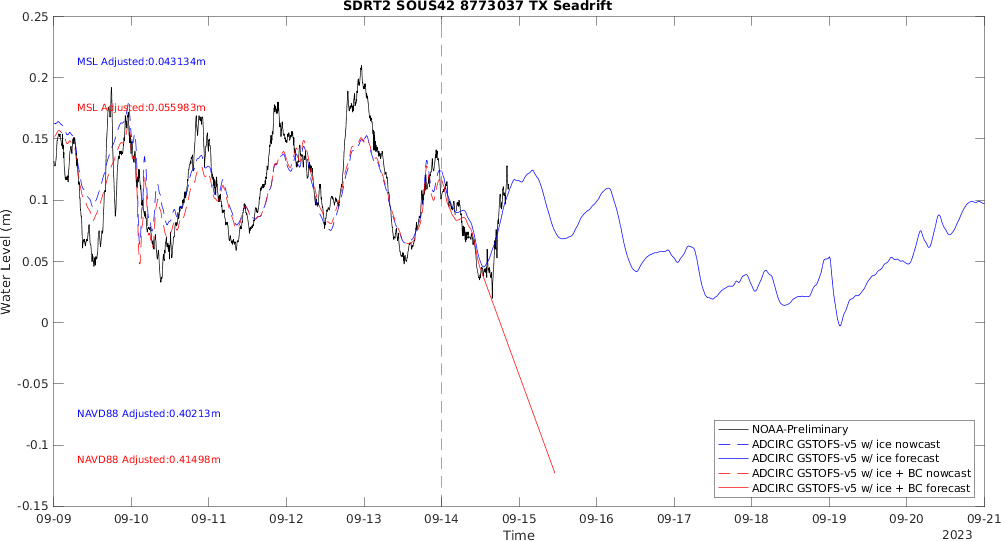 SDRT2 SOUS42 8773037 TX Seadrift
0.25
0.2
0.15
0.1
0.05
0
-0.05
-0.1
-0.15
Water Level (m)
MSL Adjusted:0.043134m
MSL Adjusted:0.055983m
NAVD88 Adjusted:0.40213m
NAVD88 Adjusted:0.41498m
NOAA-Preliminary
ADCIRC GSTOFS-v5 w/ ice nowcast
ADCIRC GSTOFS-v5 w/ ice forecast
ADCIRC GSTOFS-v5 w/ ice + BC nowcast
ADCIRC GSTOFS-v5 w/ ice + BC forecast
09-09 09-10 09-11 09-12 09-13 09-14 09-15 09-16 09-17 09-18 09-19 09-20 09-21
Time
2023